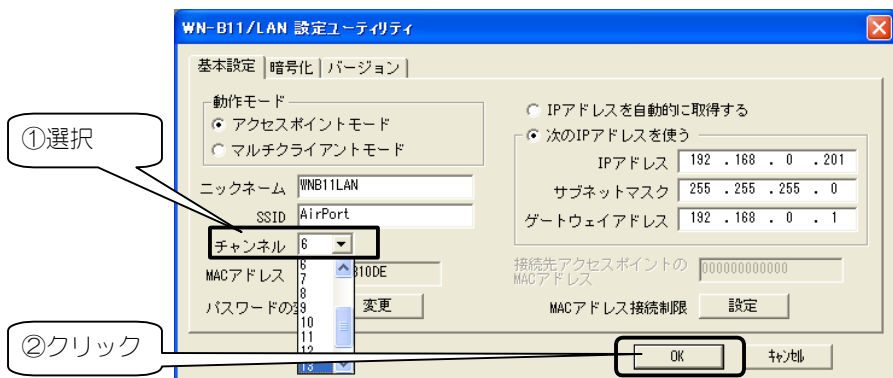 WN-B11/LAN 設定ユーティリティ
基本設定 暗号化 バージョン
動作モード
アクセスポイントモード
マルチクライアントモード
IPアドレスを自動的に取得する
次のIPアドレスを使う
IPアドレス 192 . 168 . 0 . 201
サブネットマスク 255 . 255 . 255 . 0
ゲートウェイアドレス 192 . 168 . 0 . 1
①選択
ニックネーム WNB11LAN
SSID AirPort
チャンネル 6
6
7
8
9
10
11
12
13
MACアドレス B10DE
パスワードの 変更
接続先アクセスポイントの
MACアドレス 000000000000
MACアドレス接続制限 設定
②クリック
OK キャンセル